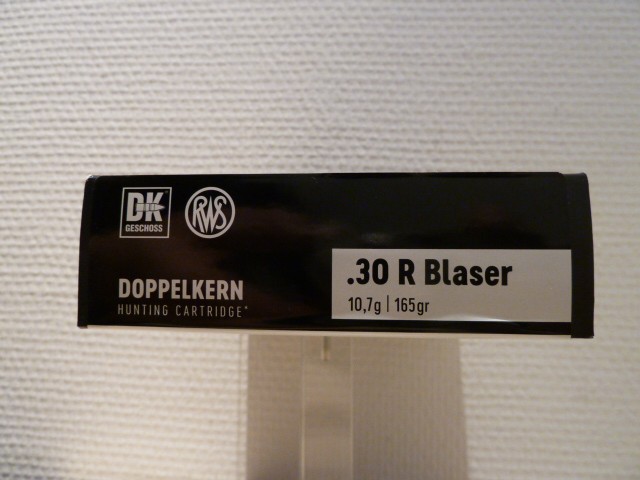 DK
GESCHOSS
RWS
DOPPELKERN
HUNTING CARTRIDGE*
.30 R Blaser
10,7g | 165gr